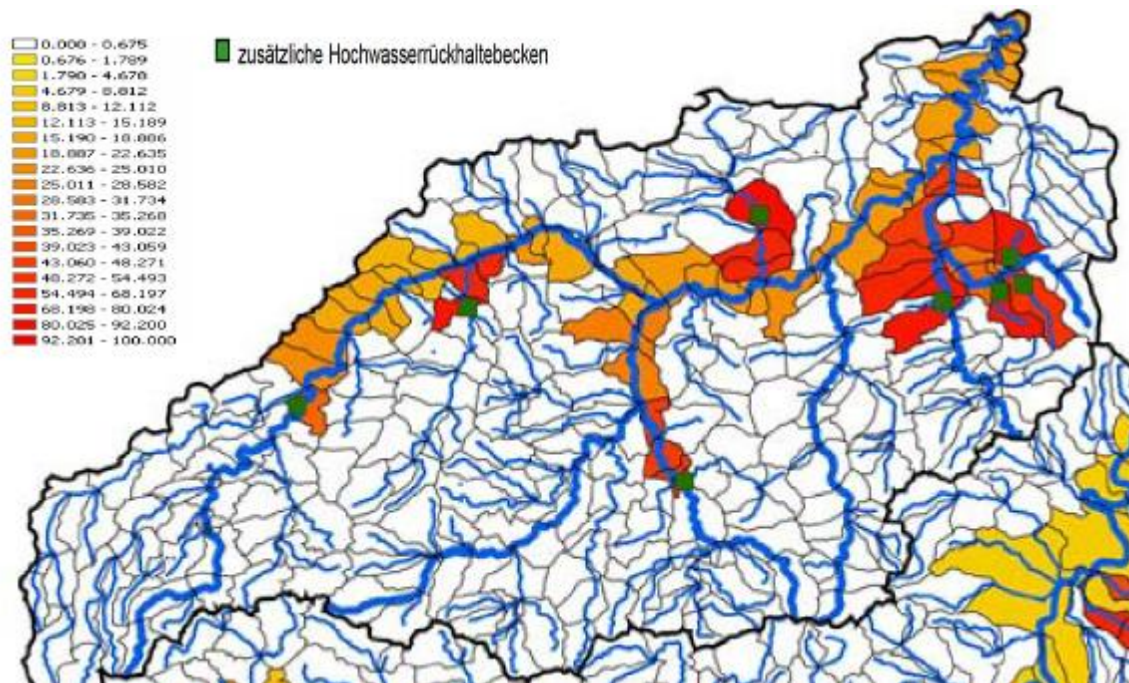 0.000 - 0.675
0.676 - 1.789
1.790 - 4.678
4.679 - 8.812
8.813 - 12.112
12.113 - 15.189
15.190 - 18.886
18.887 - 22.635
22.636 - 25.010
25.011 - 28.582
28.583 - 31.734
31.735 - 35.268
35.269 - 39.022
39.023 - 43.059
43.060 - 48.271
48.272 - 54.493
54.494 - 68.197
68.198 - 80.024
80.025 - 92.200
92.201 - 100.000
zusätzliche Hochwasserrückhaltebecken